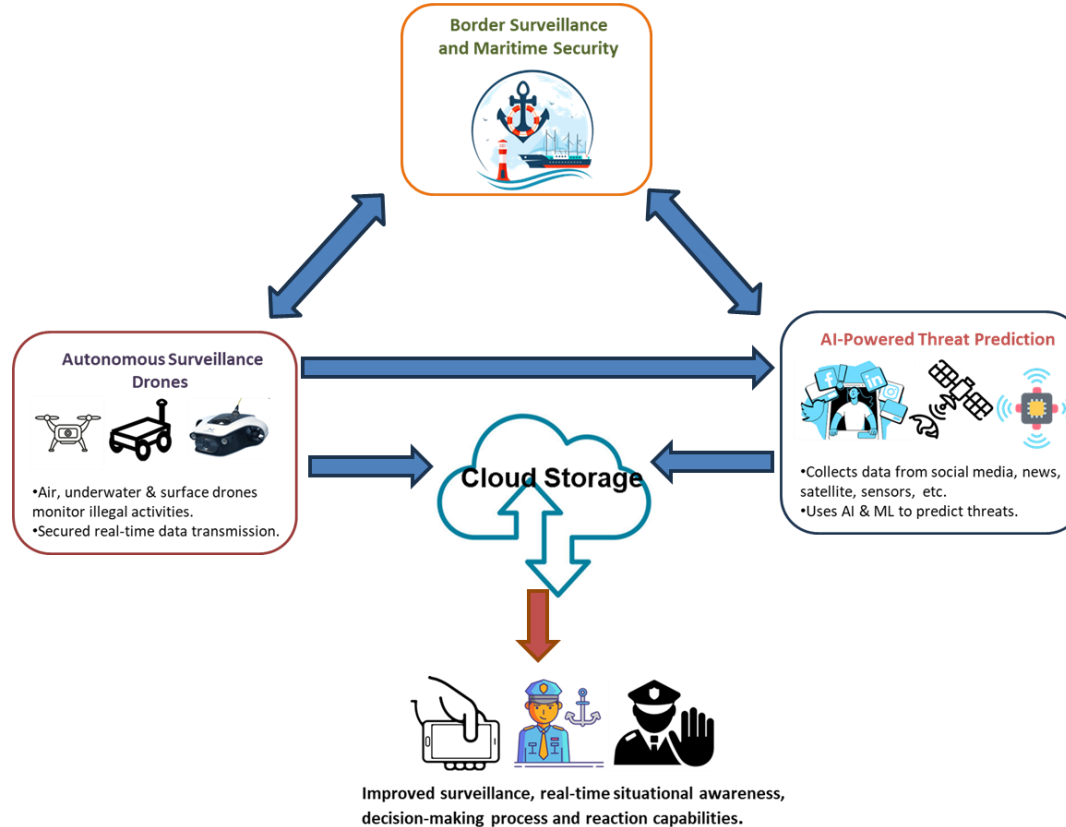 Border Surveillance
and Maritime Security
Autonomous Surveillance
Drones
•Air, underwater & surface drones
monitor illegal activities.
•Secured real-time data transmission.
AI-Powered Threat Prediction
f
in
•Collects data from social media, news,
satellite, sensors, etc.
•Uses AI & ML to predict threats.
Cloud Storage
Improved surveillance, real-time situational awareness,
decision-making process and reaction capabilities.